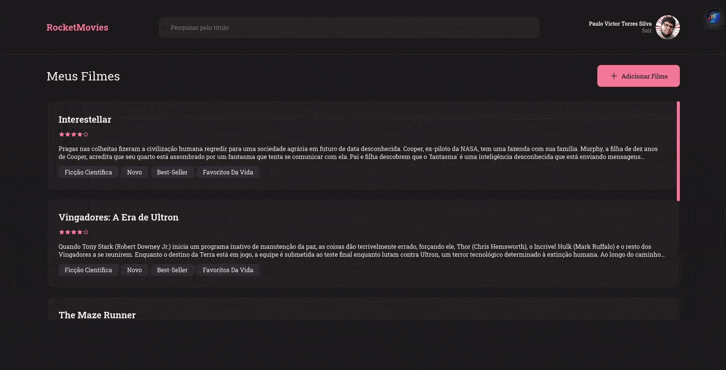 RocketMovies
Pesquisar pelo título
Paulo Victor Torres Silva
Sair
Meus Filmes
Adicionar Filme
Interestellar
Pragas nas colheitas fizeram a civilização humana regredir para uma sociedade agrária em futuro de data desconhecida. Cooper, ex-piloto da NASA, tem uma fazenda com sua família. Murphy, a filha de dez anos
de Cooper, acredita que seu quarto está assombrado por um fantasma que tenta se comunicar com ela. Pai e filha descobrem que o 'fantasma' é uma inteligência desconhecida que está enviando mensagens...
Ficção Científica Novo Best-Seller Favoritos Da Vida
Vingadores: A Era de Ultron
Quando Tony Stark (Robert Downey Jr.) inicia um programa inativo de manutenção da paz, as coisas dão terrivelmente errado, forçando ele, Thor (Chris Hemsworth), o Incrível Hulk (Mark Ruffalo) e o resto dos
Vingadores a se reunirem. Enquanto o destino da Terra está em jogo, a equipe é submetida ao teste final enquanto lutam contra Ultron, um terror tecnológico determinado à extinção humana. Ao longo do caminho...
Ficção Científica Novo Best-Seller Favoritos Da Vida
The Maze Runner